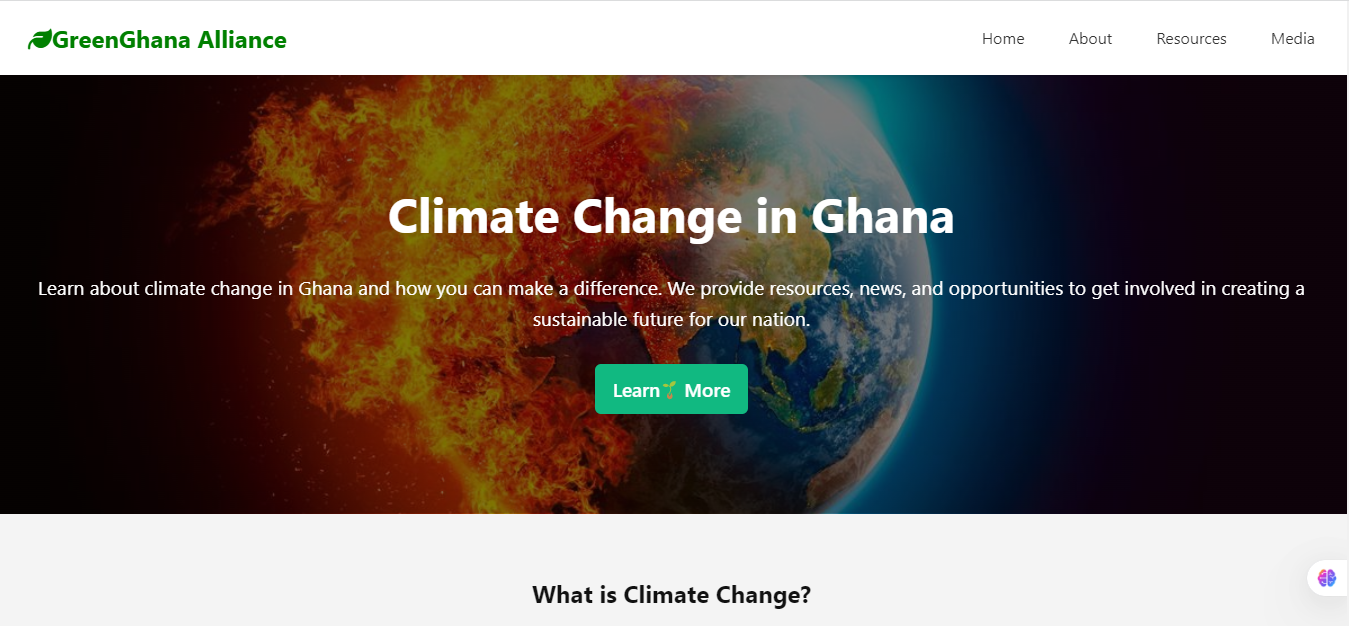 GreenGhana Alliance
Home About Resources Media
Climate Change in Ghana
Learn about climate change in Ghana and how you can make a difference. We provide resources, news, and opportunities to get involved in creating a
sustainable future for our nation.
Learn🌱 More
What is Climate Change?